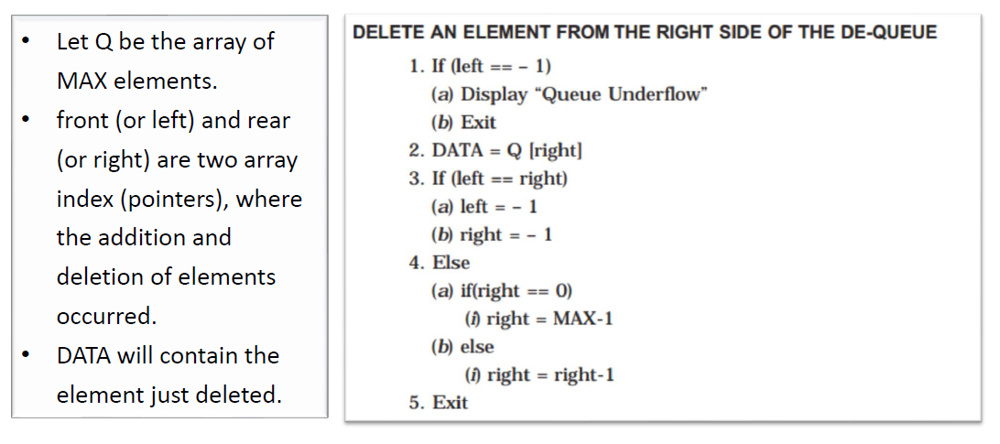 • Let Q be the array of
MAX elements.
• front (or left) and rear
(or right) are two array
index (pointers), where
the addition and
deletion of elements
occurred.
• DATA will contain the
element just deleted.
DELETE AN ELEMENT FROM THE RIGHT SIDE OF THE DE-QUEUE
1. If (left == – 1)
(a) Display “Queue Underflow”
(b) Exit
2. DATA = Q [right]
3. If (left == right)
(a) left = – 1
(b) right = – 1
4. Else
(a) if(right == 0)
(i) right = MAX-1
(b) else
(i) right = right-1
5. Exit